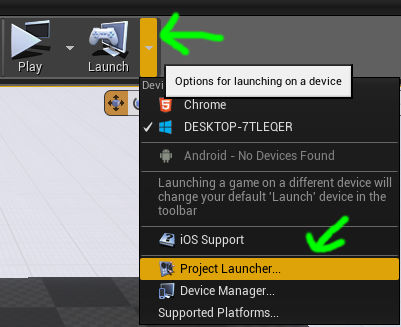 Play
Launch
Options for launching on a device
Devi
Chrome
DESKTOP-7TLEQER
Android - No Devices Found
Launching a game on a different device will
change your default 'Launch' device in the
toolbar
iOS Support
Project Launcher...
Device Manager...
Supported Platforms...